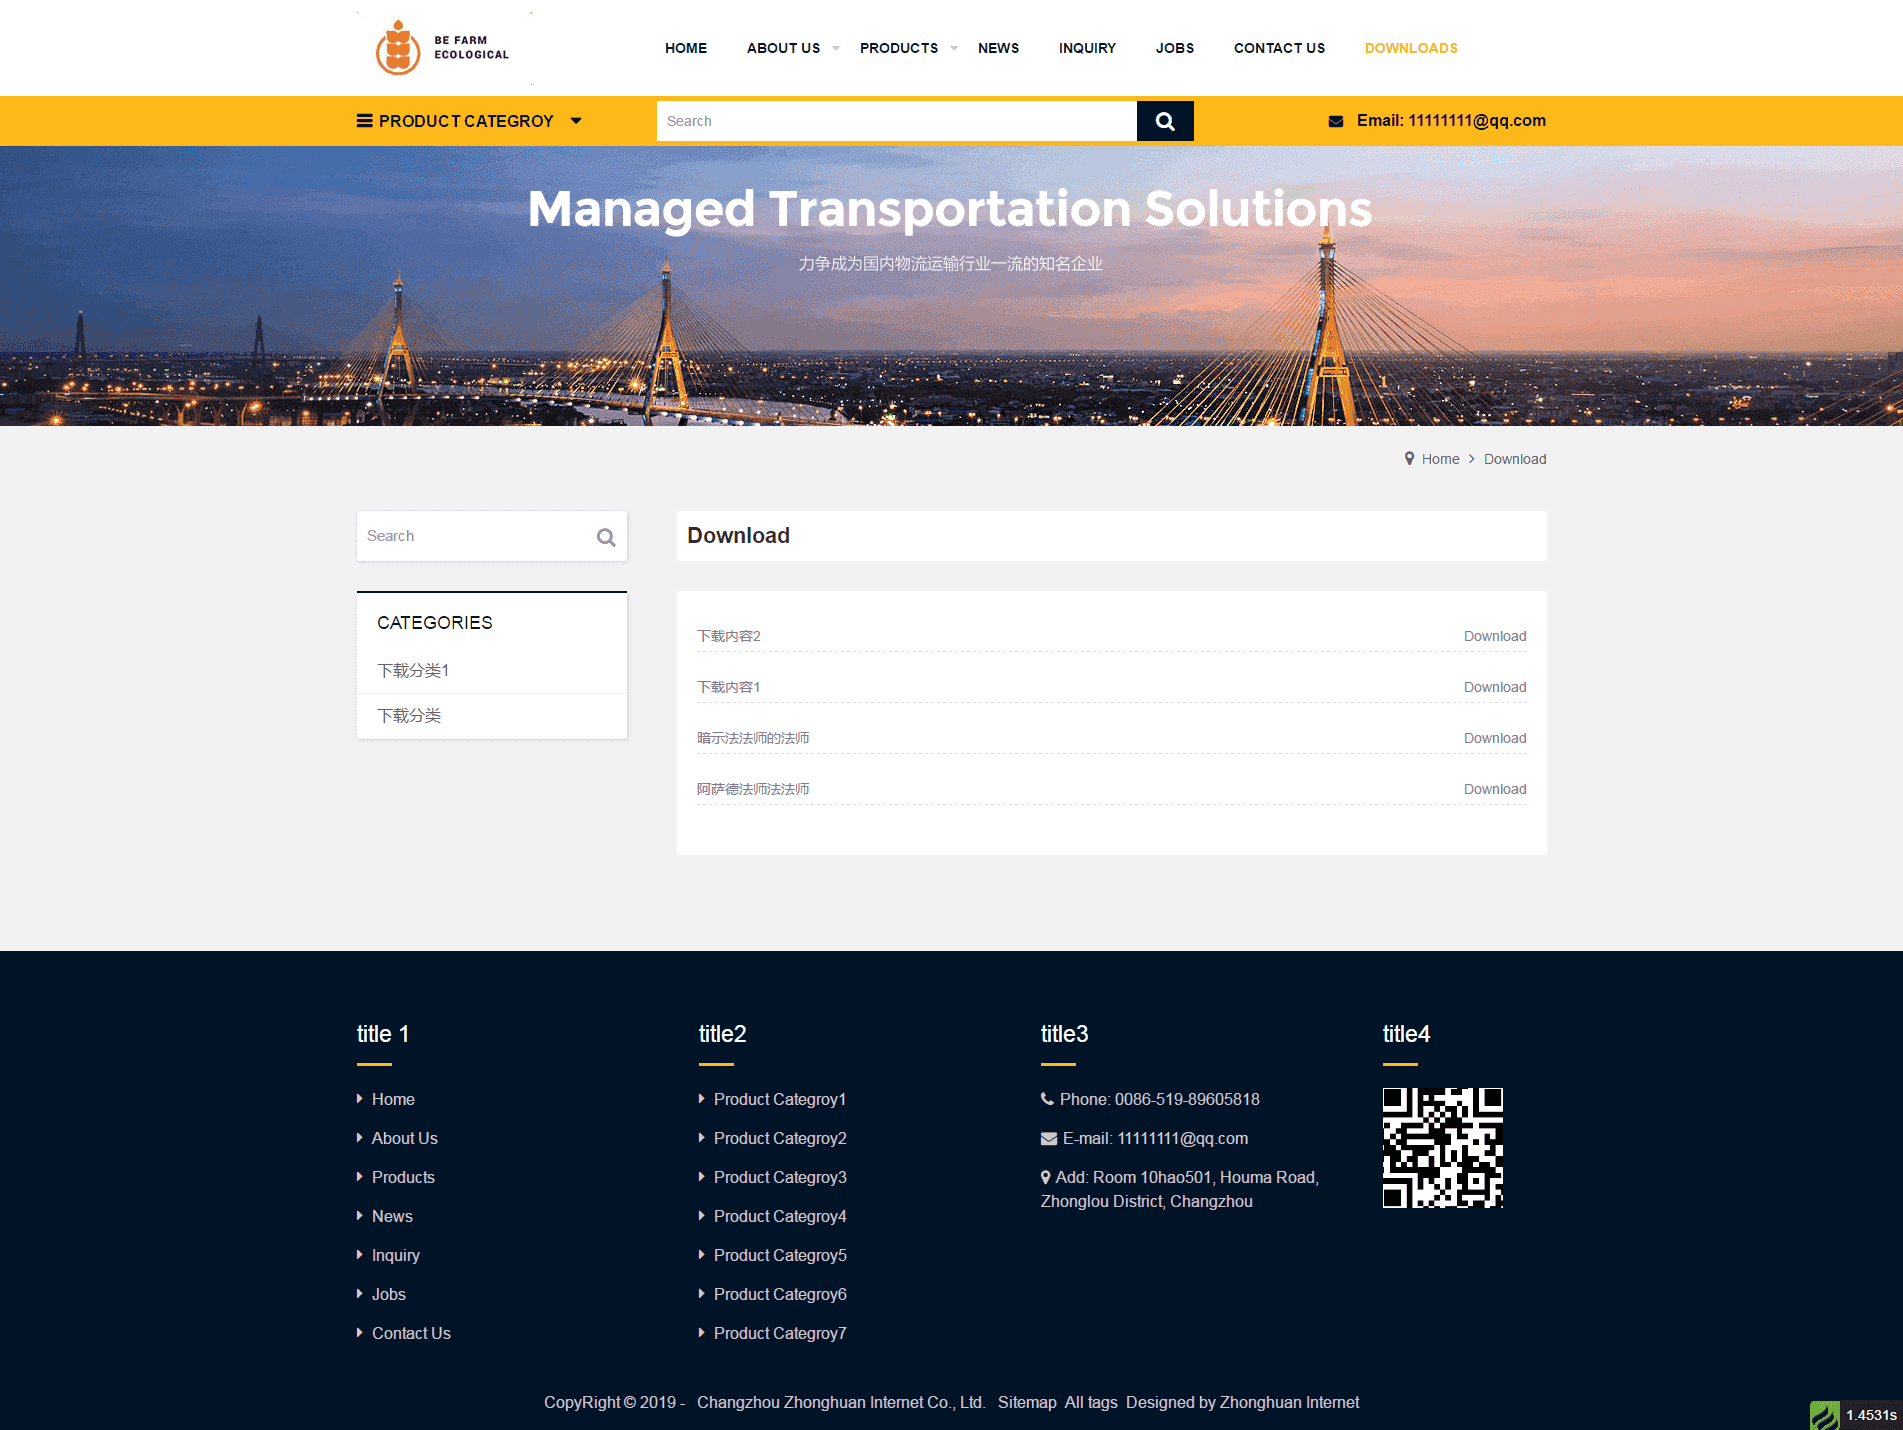 BE FARM
ECOLOGICAL
HOME ABOUT US PRODUCTS NEWS INQUIRY JOBS CONTACT US DOWNLOADS
PRODUCT CATEGROY
Search
Email: 11111111@qq.com
Managed Transportation Solutions
力争成为国内物流运输行业一流的知名企业
Home > Download
Search
CATEGORIES
下载分类1
下载分类
Download
下载内容2 Download
下载内容1 Download
暗示法法师的法师 Download
阿萨德法师法法师 Download
title 1
Home
About Us
Products
News
Inquiry
Jobs
Contact Us
title2
Product Categroy1
Product Categroy2
Product Categroy3
Product Categroy4
Product Categroy5
Product Categroy6
Product Categroy7
title3
Phone: 0086-519-89605818
E-mail: 11111111@qq.com
Add: Room 10hao501, Houma Road,
Zhonglou District, Changzhou
title4
CopyRight © 2019 - Changzhou Zhonghuan Internet Co., Ltd. Sitemap All tags Designed by Zhonghuan Internet
1.4531s